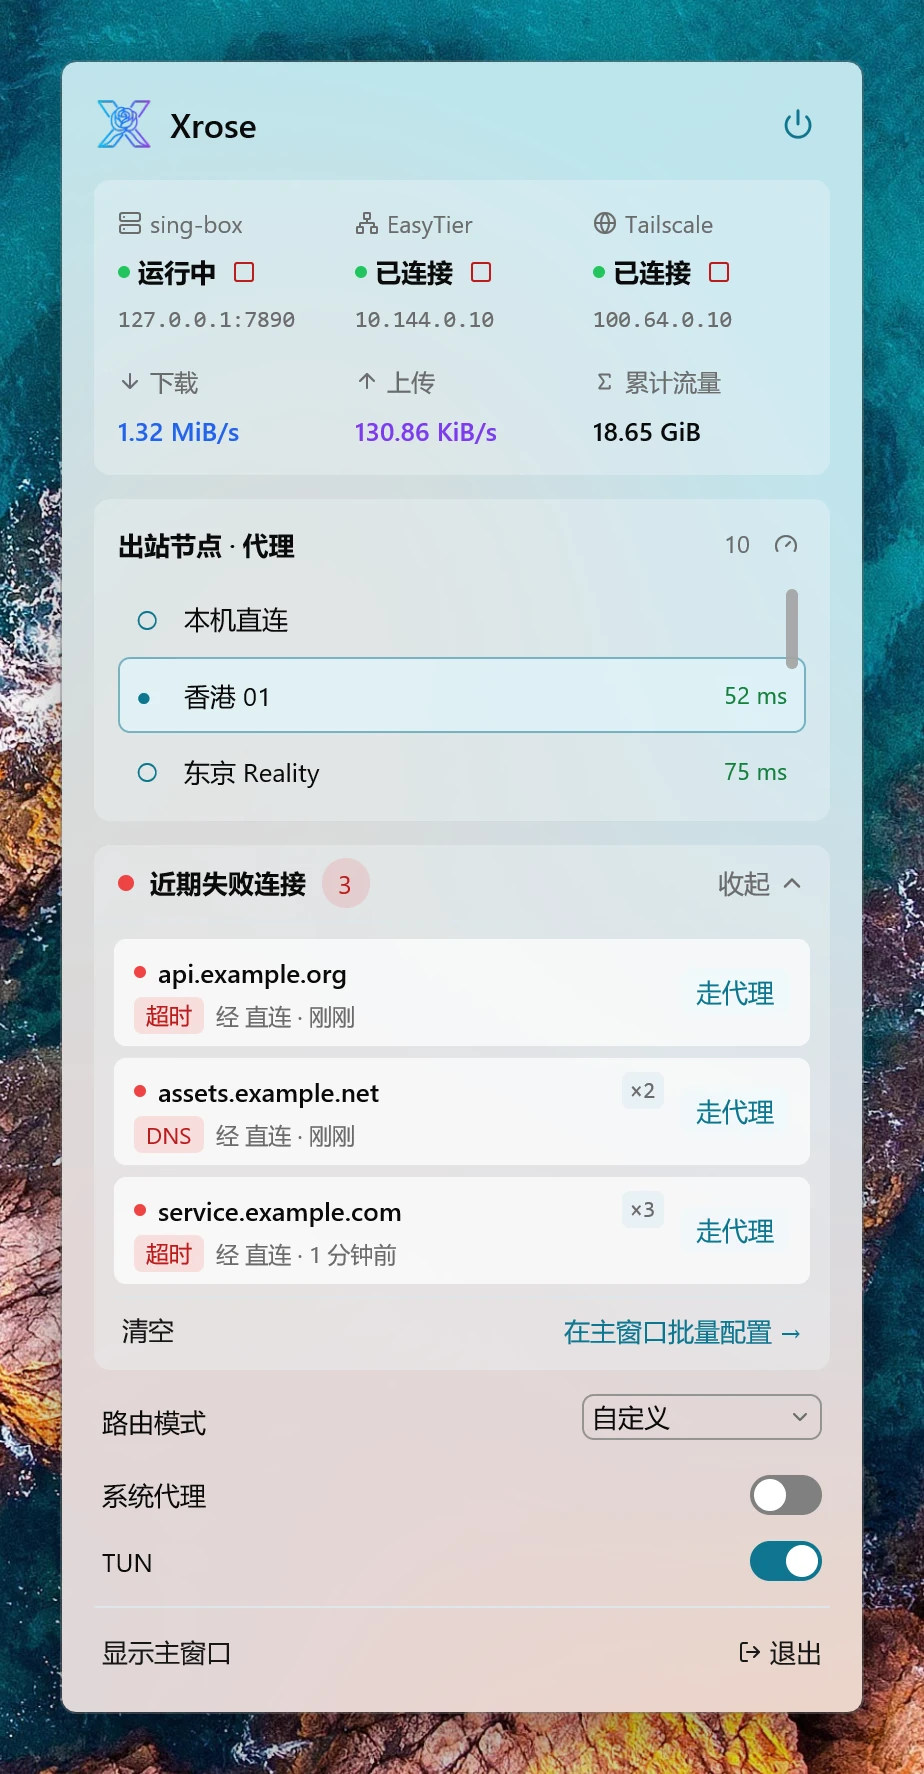 Xrose
sing-box EasyTier Tailscale
运行中 已连接 已连接
127.0.0.1:7890 10.144.0.10 100.64.0.10
下载 上传 Σ 累计流量
1.32 MiB/s 130.86 KiB/s 18.65 GiB
出站节点 · 代理 10
本机直连
香港 01 52 ms
东京 Reality 75 ms
近期失败连接 3 收起
api.example.org
超时 经 直连 · 刚刚 走代理
assets.example.net ×2
DNS 经 直连 · 刚刚 走代理
service.example.com ×3
超时 经 直连 · 1 分钟前 走代理
清空 在主窗口批量配置 →
路由模式 自定义
系统代理
TUN
显示主窗口 退出